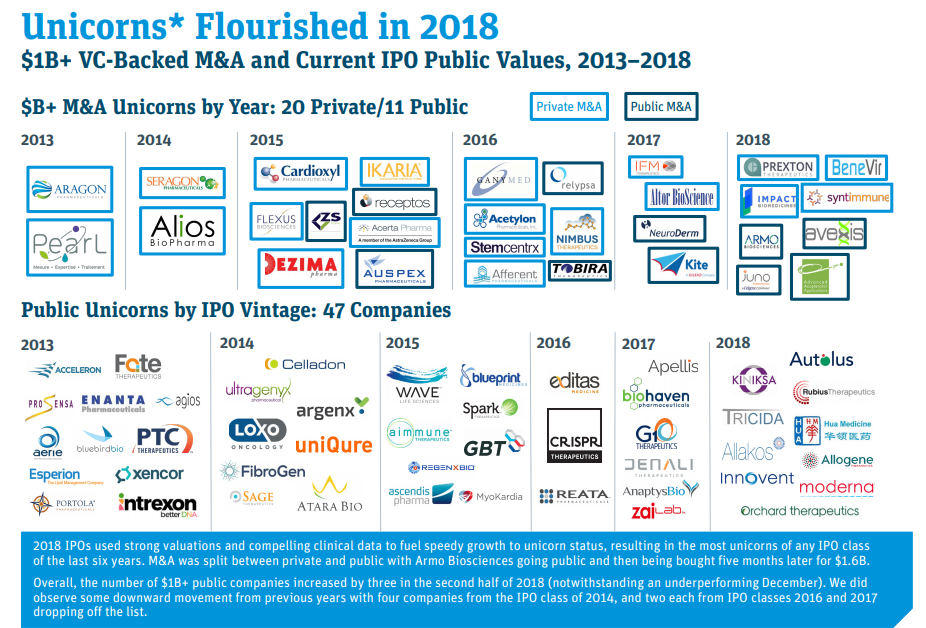 Unicorns* Flourished in 2018
$1B+ VC-Backed M&A and Current IPO Public Values, 2013–2018
$B+ M&A Unicorns by Year: 20 Private/11 Public
Private M&A
Public M&A
2013
ARAGON
PHARMACEUTICALS
PearL
Mesure • Expertise • Traitement
2014
SERAGON
PHARMACEUTICALS
Alios
BioPharma
2015
Cardioxyl
PHARMACEUTICALS
IKARIA
receptos
FLEXUS
BIOSCIENCES
ZS
Acerta Pharma
A member of the AstraZeneca Group
DEZIMA
pharma
AUSPEX
PHARMACEUTICALS
2016
GANYMED
relypsa
Acetylon
Pharmaceuticals, Inc.
NIMBUS
THERAPEUTICS
Stemcentrx
Afferent
PHARMACEUTICALS
TOBIRA
THERAPEUTICS
2017
IFM
THERAPEUTICS
Altor BioScience
NeuroDerm
Kite
2018
PREXTON
THERAPEUTICS
BeneVir
IMPACT
BIOMEDICINES
syntimmune
ARMO
BIOSCIENCES
avexis
juno
Advanced
Accelerator
Applications
Public Unicorns by IPO Vintage: 47 Companies
2013
ACCELERON
Fate
THERAPEUTICS
PROSENSA
ENANTA
Pharmaceuticals
agios
aerie
bluebirdbio
PTC
THERAPEUTICS
Esperion
The Lipid Management Company
xencor
PORTOLA
PHARMACEUTICALS
intrexon
better DNA
2014
Celladon
ultragenyx
pharmaceutical
argenx
LOXO
ONCOLOGY
uniQure
FibroGen
SAGE
THERAPEUTICS
ATARA BIO
2015
WAVE
LIFE SCIENCES
blueprint
MEDICINES
Spark
THERAPEUTICS
aimmune
THERAPEUTICS
GBT
REGENXBIO
ascendis
pharma
MyoKardia
2016
editas
MEDICINE
CRISPR
THERAPEUTICS
REATA
2017
Apellis
biohaven
pharmaceuticals
G1
THERAPEUTICS
DENALI
AnaptysBio
zaiLab
2018
Autolus
KINIKSA
Rubius Therapeutics
TRICIDA
HUA
HM
Hua Medicine
华领医药
Allakos
Allogene
Innovent
moderna
Orchard therapeutics
2018 IPOs used strong valuations and compelling clinical data to fuel speedy growth to unicorn status, resulting in the most unicorns of any IPO class
of the last six years. M&A was split between private and public with Armo Biosciences going public and then being bought five months later for $1.6B.
Overall, the number of $1B+ public companies increased by three in the second half of 2018 (notwithstanding an underperforming December). We did
observe some downward movement from previous years with four companies from the IPO class of 2014, and two each from IPO classes 2016 and 2017
dropping off the list.